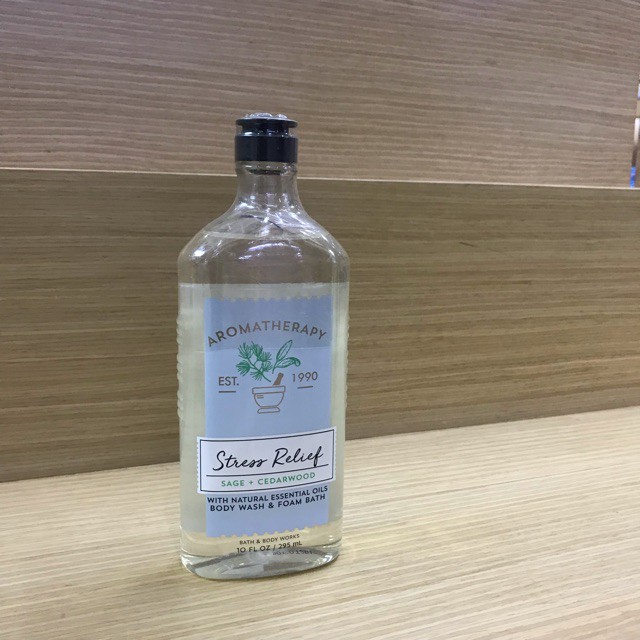 AROMATHERAPY
EST. 1990
Stress Relief
SAGE + CEDARWOOD
WITH NATURAL ESSENTIAL OILS
BODY WASH & FOAM BATH
BATH & BODY WORKS
10 FL OZ / 295 mL